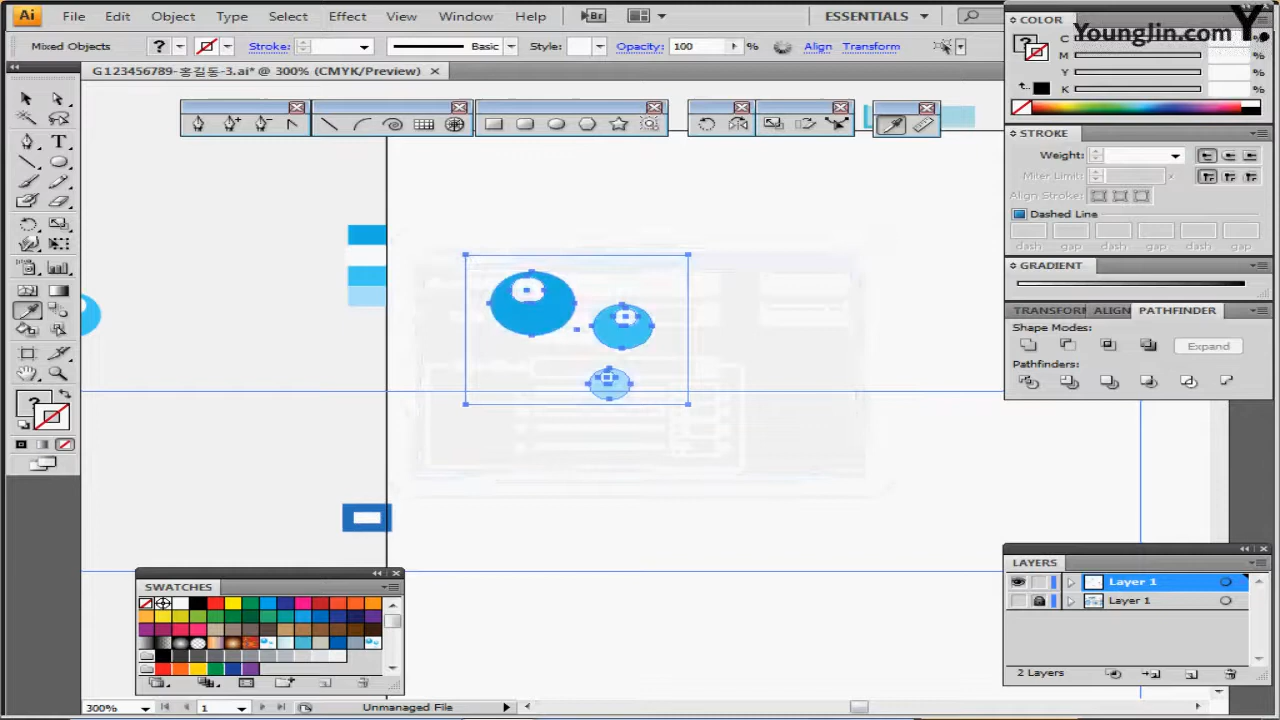 Ai File Edit Object Type Select Effect View Window Help Br ESSENTIALS
Mixed Objects ? Stroke: Basic Style: Opacity: 100 % Align Transform
G123456789-홍길동-3.ai* @ 300% (CMYK/Preview)
COLOR
YoungJin.com Y.
C %
M %
Y %
K %
STROKE
Weight:
Miter Limit: x
Align Stroke:
Dashed Line
dash gap dash gap dash gap
GRADIENT
TRANSFORM ALIGN PATHFINDER
Shape Modes:
Expand
Pathfinders:
?
SWATCHES
LAYERS
Layer 1
Layer 1
2 Layers
300% 1 Unmanaged File